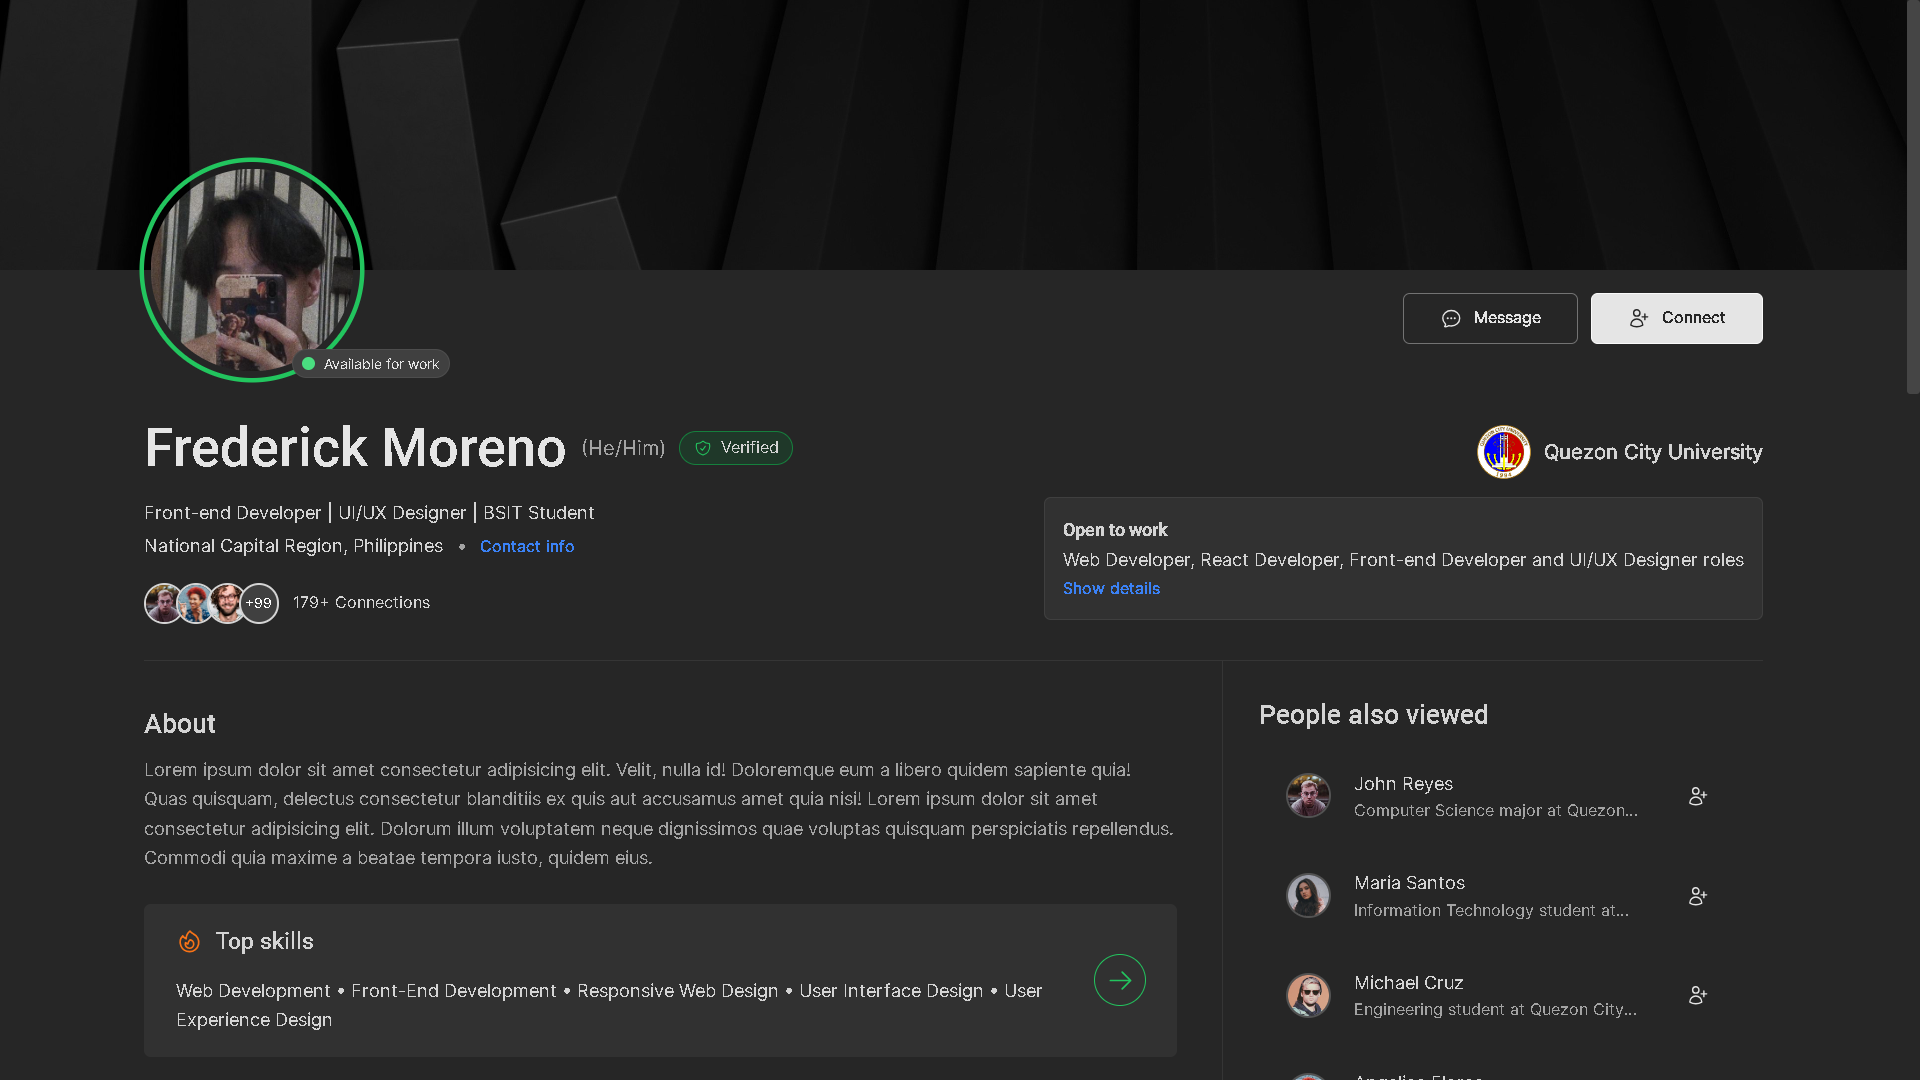 Message
Connect
Available for work
Frederick Moreno (He/Him) Verified
Quezon City University
Front-end Developer | UI/UX Designer | BSIT Student
National Capital Region, Philippines • Contact info
+99 179+ Connections
Open to work
Web Developer, React Developer, Front-end Developer and UI/UX Designer roles
Show details
About
Lorem ipsum dolor sit amet consectetur adipisicing elit. Velit, nulla id! Doloremque eum a libero quidem sapiente quia!
Quas quisquam, delectus consectetur blanditiis ex quis aut accusamus amet quia nisi! Lorem ipsum dolor sit amet
consectetur adipisicing elit. Dolorum illum voluptatem neque dignissimos quae voluptas quisquam perspiciatis repellendus.
Commodi quia maxime a beatae tempora iusto, quidem eius.
Top skills
Web Development • Front-End Development • Responsive Web Design • User Interface Design • User
Experience Design
People also viewed
John Reyes
Computer Science major at Quezon...
Maria Santos
Information Technology student at...
Michael Cruz
Engineering student at Quezon City...